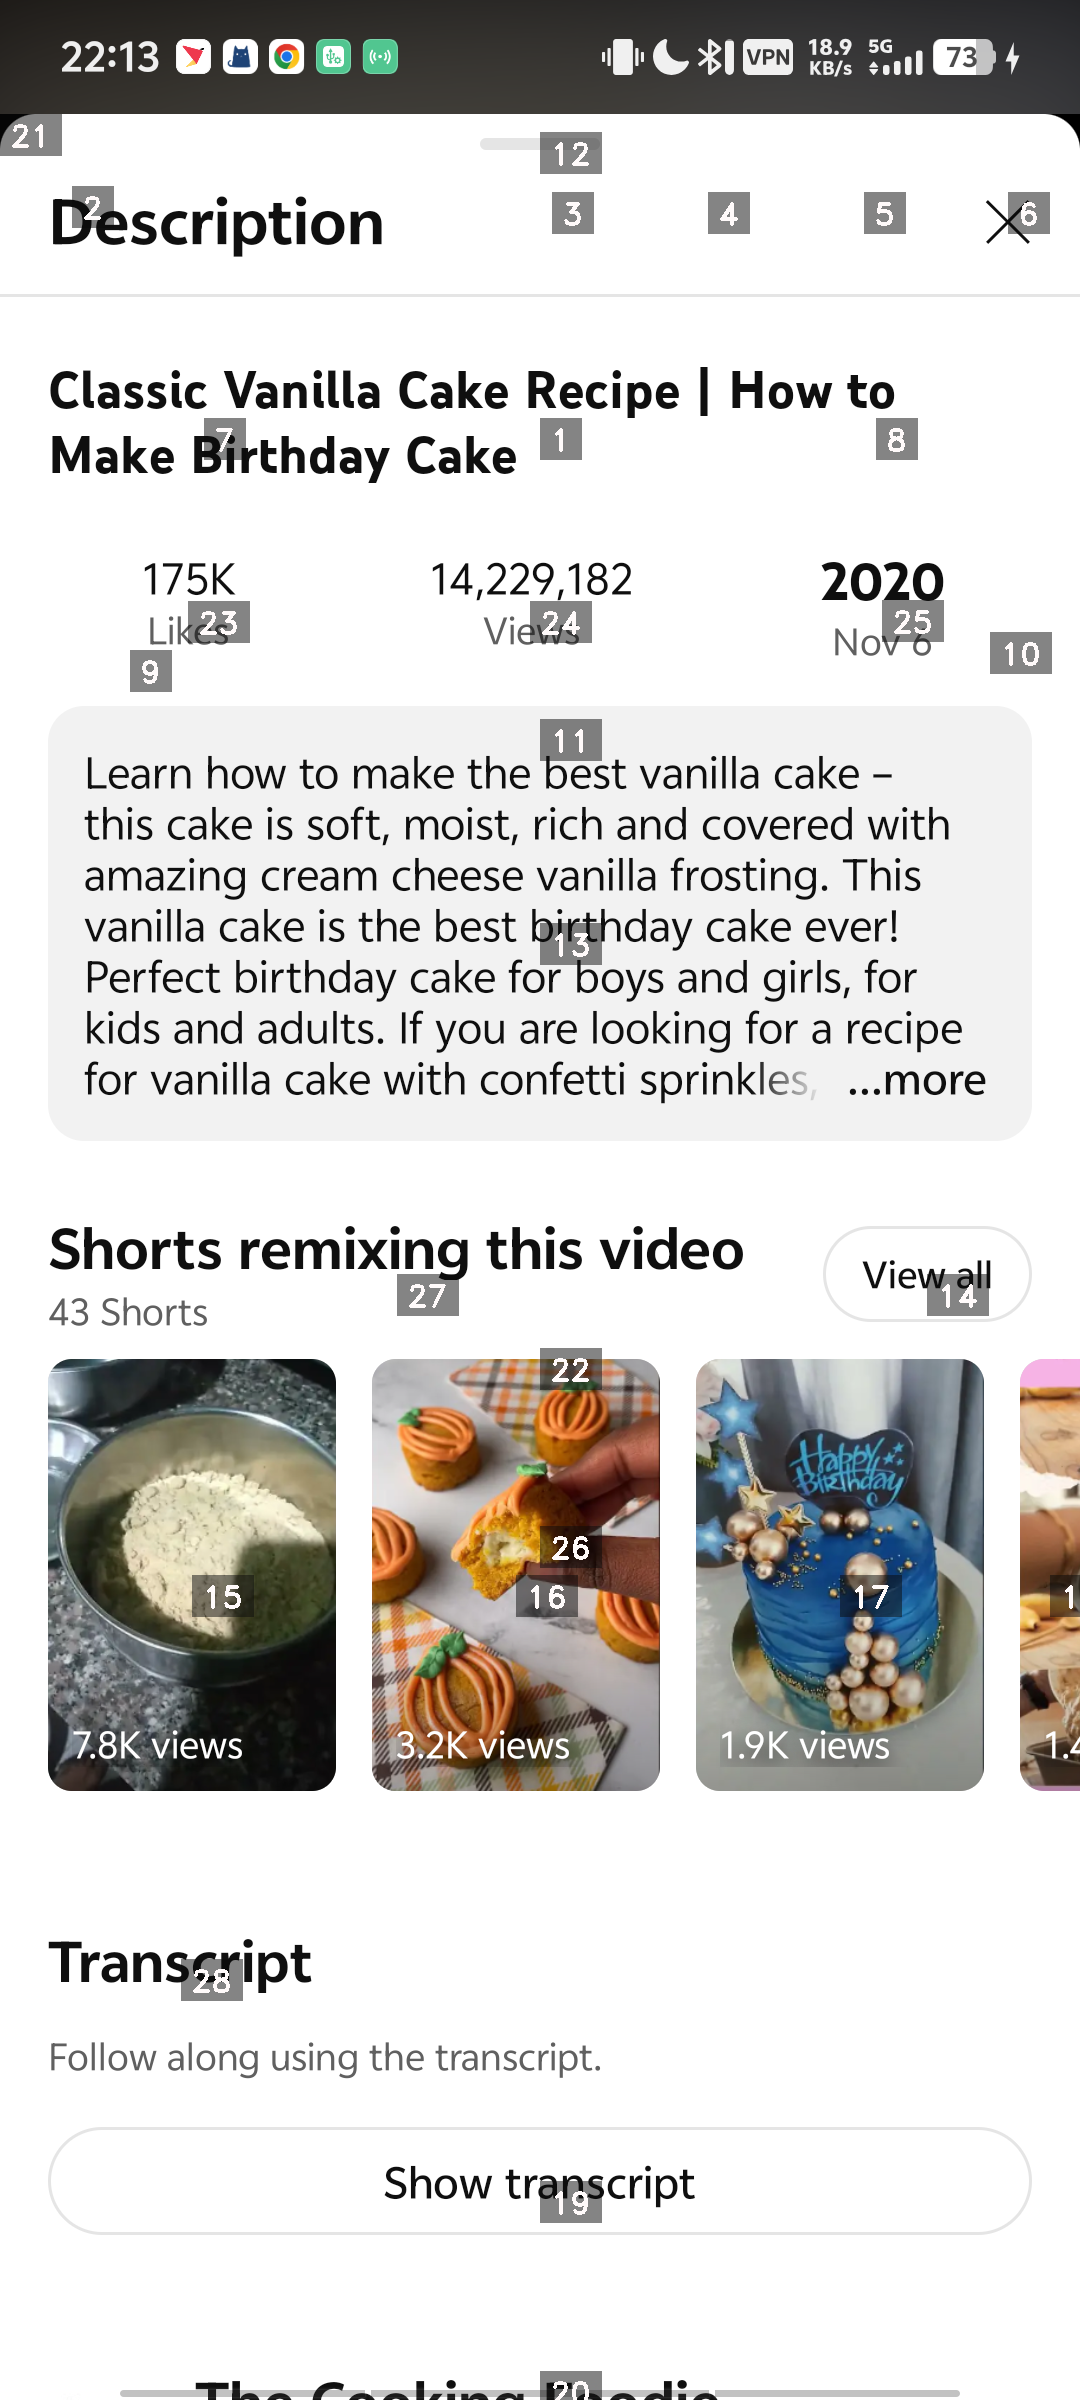 22:13
VPN
18.9 KB/s
5G
73
21
12
2
Description
3
4
5
6
Classic Vanilla Cake Recipe | How to
Make Birthday Cake
7
1
8
175K
14,229,182
2020
Likes
Views
Nov 6
23
24
25
9
10
11
Learn how to make the best vanilla cake –
this cake is soft, moist, rich and covered with
amazing cream cheese vanilla frosting. This
vanilla cake is the best birthday cake ever!
13
Perfect birthday cake for boys and girls, for
kids and adults. If you are looking for a recipe
for vanilla cake with confetti sprinkles, ...more
Shorts remixing this video
View all
14
43 Shorts
27
22
Happy Birthday
26
15
16
17
1
7.8K views
3.2K views
1.9K views
1.4
Transcript
28
Follow along using the transcript.
Show transcript
19
The Cooking Foodie
20